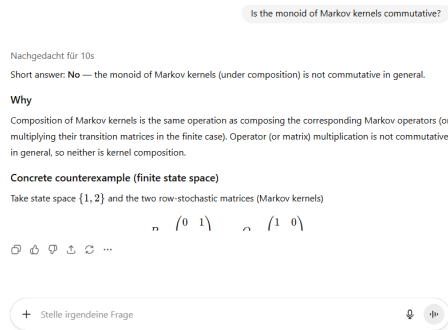 Is the monoid of Markov kernels commutative?
Nachgedacht für 10s
Short answer: No — the monoid of Markov kernels (under composition) is not commutative in general.
Why
Composition of Markov kernels is the same operation as composing the corresponding Markov operators (or
multiplying their transition matrices in the finite case). Operator (or matrix) multiplication is not commutative
in general, so neither is kernel composition.
Concrete counterexample (finite state space)
Take state space {1, 2} and the two row-stochastic matrices (Markov kernels)
(0 1) (1 0)
Stelle irgendeine Frage